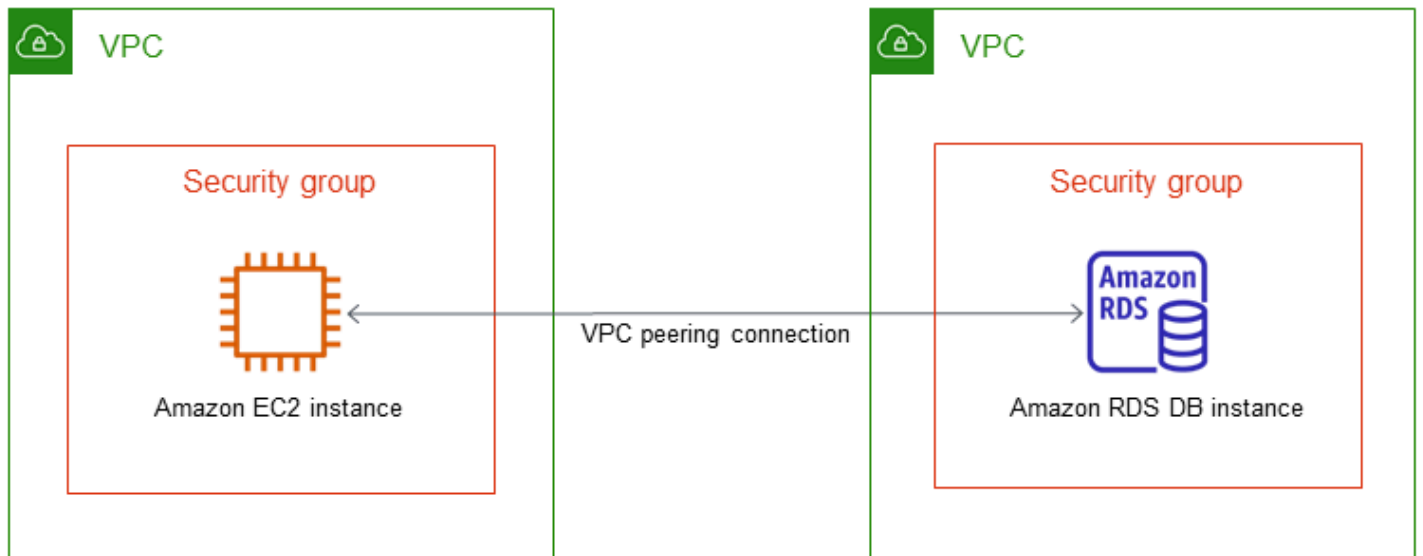 VPC
VPC
Security group
Security group
Amazon
RDS
VPC peering connection
Amazon EC2 instance
Amazon RDS DB instance